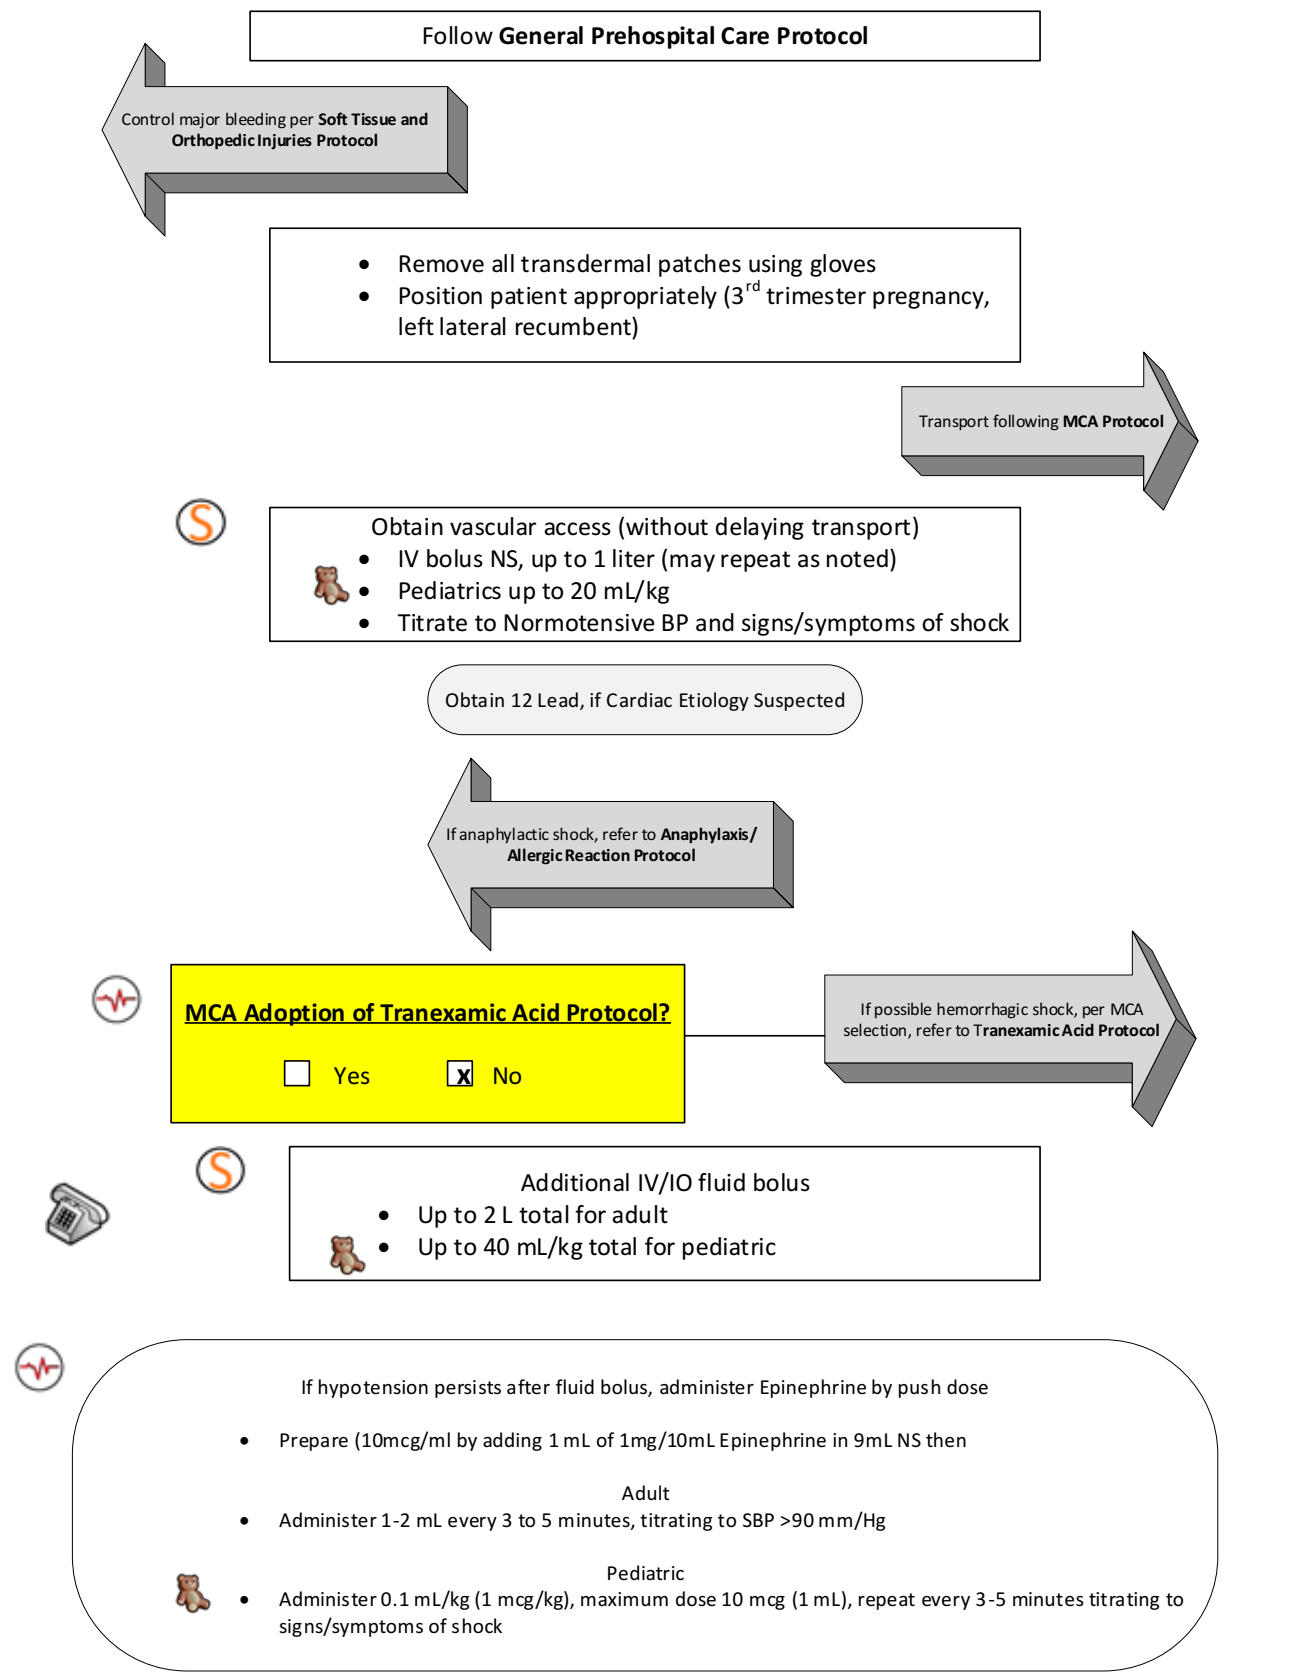 Follow General Prehospital Care Protocol
Control major bleeding per Soft Tissue and
Orthopedic Injuries Protocol
• Remove all transdermal patches using gloves
• Position patient appropriately (3rd trimester pregnancy,
left lateral recumbent)
Transport following MCA Protocol
S
Obtain vascular access (without delaying transport)
• IV bolus NS, up to 1 liter (may repeat as noted)
• Pediatrics up to 20 mL/kg
• Titrate to Normotensive BP and signs/symptoms of shock
Obtain 12 Lead, if Cardiac Etiology Suspected
If anaphylactic shock, refer to Anaphylaxis/
Allergic Reaction Protocol
MCA Adoption of Tranexamic Acid Protocol?
Yes x No
If possible hemorrhagic shock, per MCA
selection, refer to Tranexamic Acid Protocol
S
Additional IV/IO fluid bolus
• Up to 2 L total for adult
• Up to 40 mL/kg total for pediatric
If hypotension persists after fluid bolus, administer Epinephrine by push dose
• Prepare (10mcg/ml by adding 1 mL of 1mg/10mL Epinephrine in 9mL NS then
Adult
• Administer 1-2 mL every 3 to 5 minutes, titrating to SBP >90 mm/Hg
Pediatric
• Administer 0.1 mL/kg (1 mcg/kg), maximum dose 10 mcg (1 mL), repeat every 3-5 minutes titrating to
signs/symptoms of shock